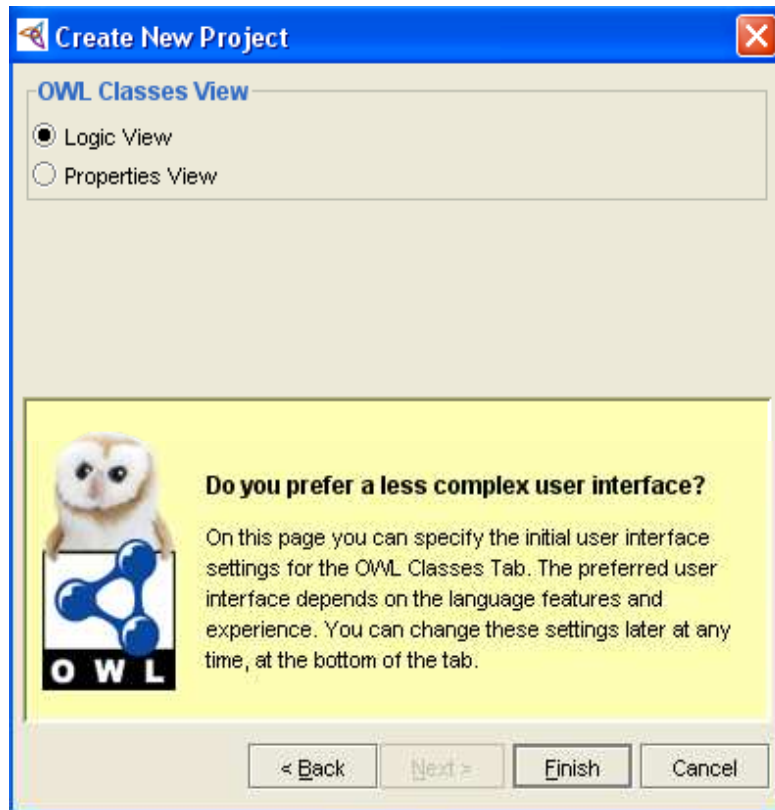 Create New Project
OWL Classes View
Logic View
Properties View
Do you prefer a less complex user interface?
On this page you can specify the initial user interface
settings for the OWL Classes Tab. The preferred user
interface depends on the language features and
experience. You can change these settings later at any
time, at the bottom of the tab.
OWL
< Back
Next >
Finish
Cancel